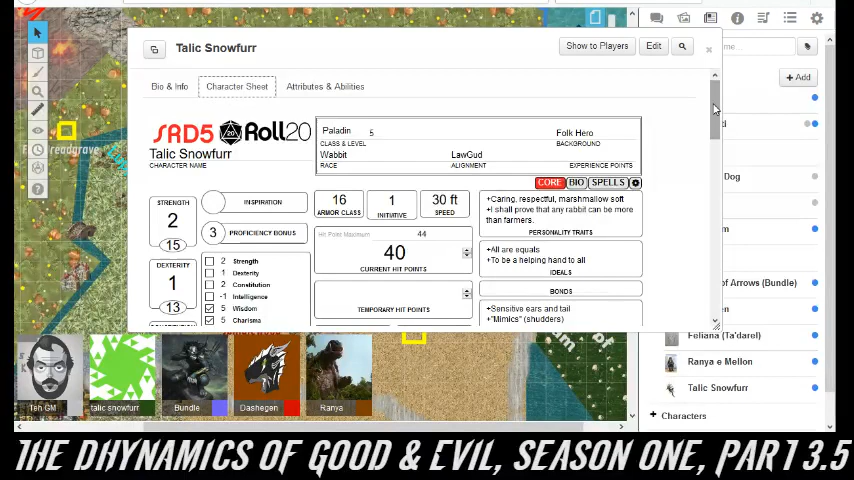 Talic Snowfurr
Show to Players
Edit
me...
+ Add
Bio & Info
Character Sheet
Attributes & Abilities
SRD5 Roll20
Talic Snowfurr
CHARACTER NAME
Paladin 5
CLASS & LEVEL
Folk Hero
BACKGROUND
Wabbit
RACE
LawGud
ALIGNMENT
EXPERIENCE POINTS
CORE BIO SPELLS
STRENGTH
2
15
INSPIRATION
3 PROFICIENCY BONUS
DEXTERITY
1
13
2 Strength
1 Dexterity
2 Constitution
-1 Intelligence
5 Wisdom
5 Charisma
16
ARMOR CLASS
1
INITIATIVE
30 ft
SPEED
Hit Point Maximum 44
40
CURRENT HIT POINTS
TEMPORARY HIT POINTS
+Caring, respectful, marshmallow soft
+I shall prove that any rabbit can be more
than farmers.
PERSONALITY TRAITS
+All are equals
+To be a helping hand to all
IDEALS
BONDS
+Sensitive ears and tail
+"Mimics" (shudders)
Dog
of Arrows (Bundle)
Feliana (Ta'darel)
Ranya e Mellon
Talic Snowfurr
+ Characters
Teh GM
talic snowfurr
Bundle
Dashegen
Ranya
THE DHYNAMICS OF GOOD & EVIL, SEASON ONE, PART 3.5